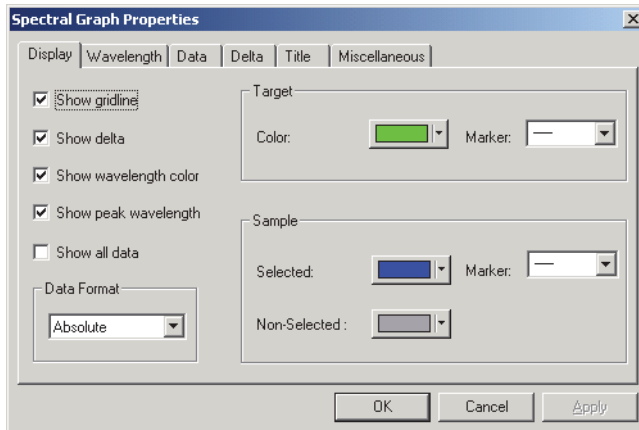 Spectral Graph Properties
Display Wavelength Data Delta Title Miscellaneous
Show gridline
Show delta
Show wavelength color
Show peak wavelength
Show all data
Data Format
Absolute
Target
Color:
Marker:
Sample
Selected:
Marker:
Non-Selected :
OK Cancel Apply